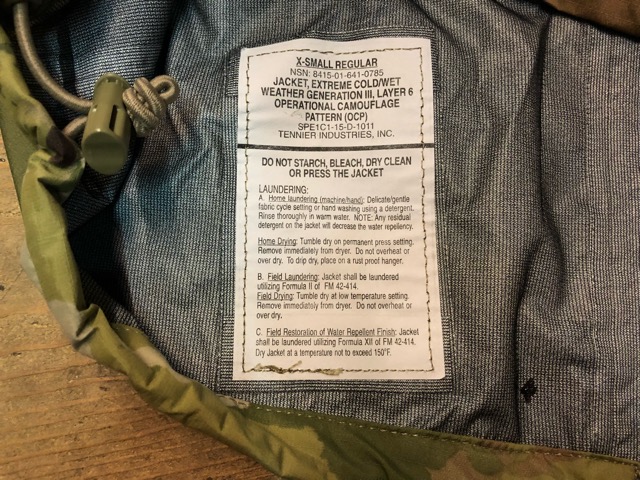 X-SMALL REGULAR
NSN: 8415-01-641-0785
JACKET, EXTREME COLD/WET
WEATHER GENERATION III, LAYER 6
OPERATIONAL CAMOUFLAGE
PATTERN (OCP)
SPE1C1-15-D-1011
TENNIER INDUSTRIES, INC.
DO NOT STARCH, BLEACH, DRY CLEAN
OR PRESS THE JACKET
LAUNDERING:
A. Home laundering (machine/hand): Delicate/gentle
fabric cycle setting or hand washing using a detergent.
Rinse thoroughly in warm water. NOTE: Any residual
detergent on the jacket will decrease the water repellency.
Home Drying: Tumble dry on permanent press setting.
Remove immediately from dryer. Do not overheat or
over dry. To drip dry, place on a rust proof hanger.
B. Field Laundering: Jacket shall be laundered
utilizing Formula II of FM 42-414.
Field Drying: Tumble dry at low temperature setting.
Remove immediately from dryer. Do not overheat or
over dry.
C. Field Restoration of Water Repellent Finish: Jacket
shall be laundered utilizing Formula XII of FM 42-414.
Dry Jacket at a temperature not to exceed 150°F.